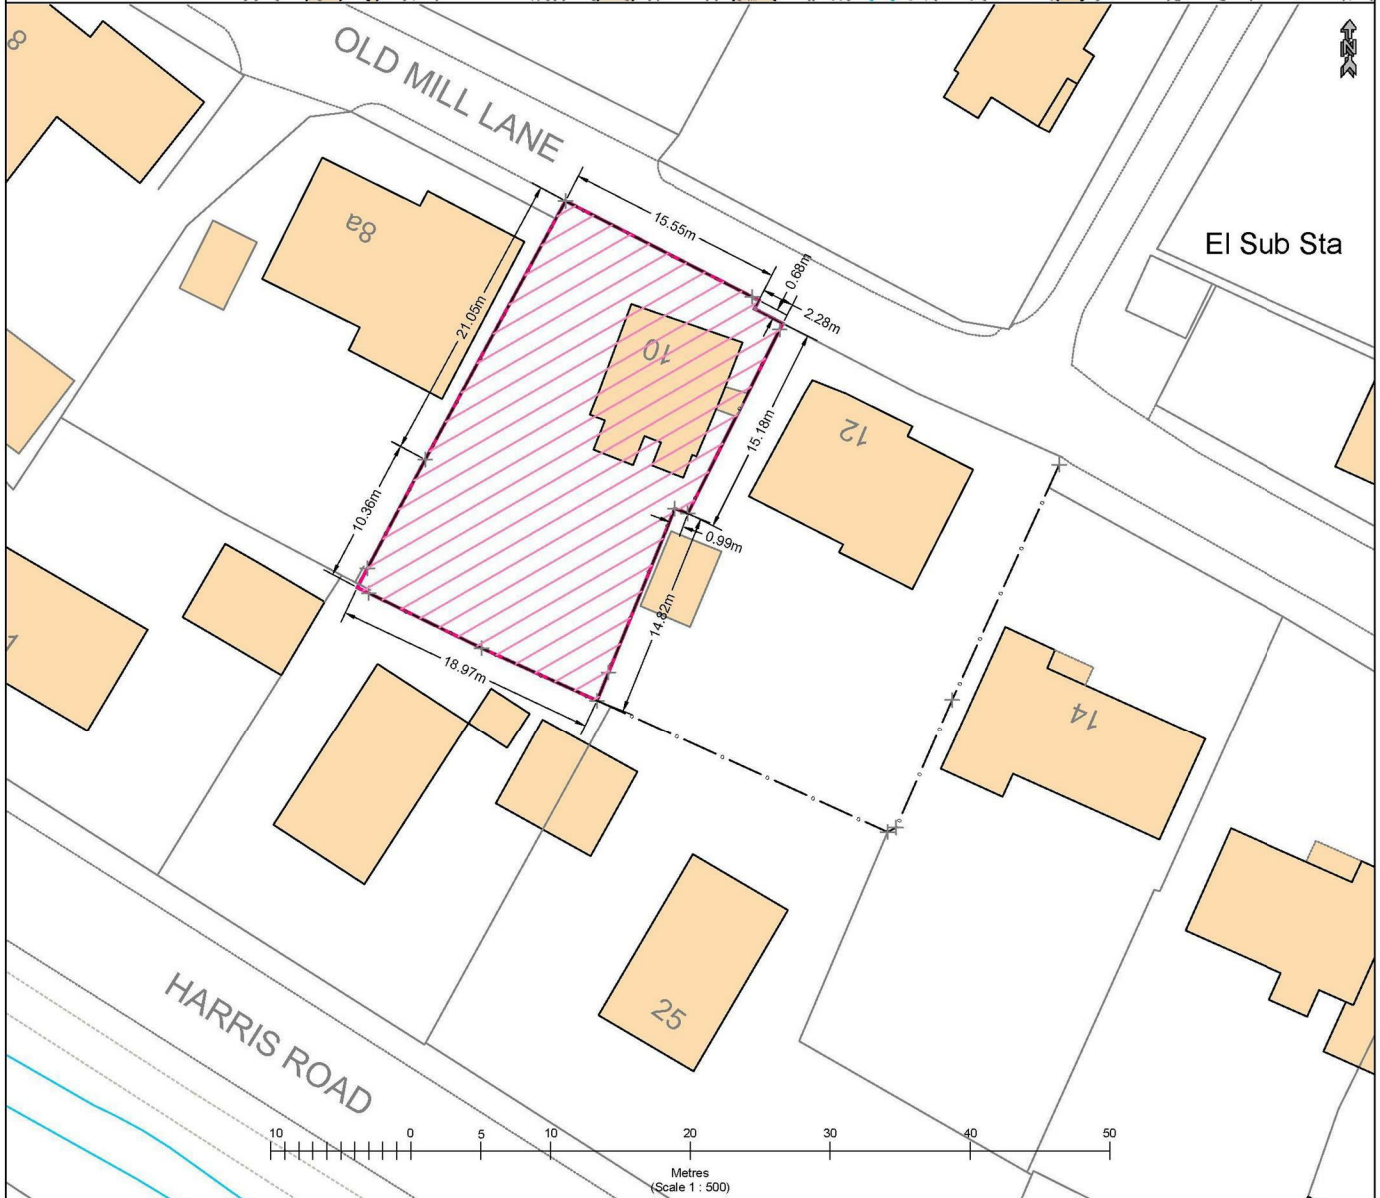 8
OLD MILL LANE
N
8a
El Sub Sta
15.55m
0.68m
2.28m
21.05m
10
12
15.18m
10.36m
0.99m
14.82m
18.97m
1
14
25
HARRIS ROAD
10 0 5 10 20 30 40 50
Metres
(Scale 1 : 500)